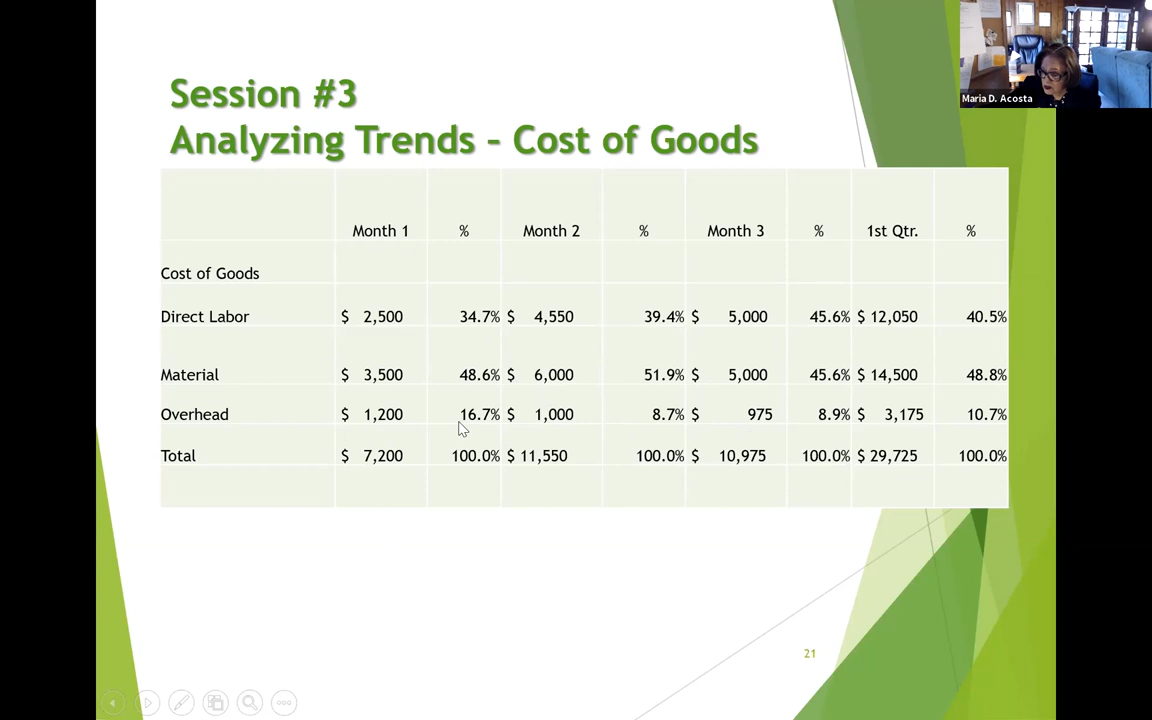 Session #3
Analyzing Trends – Cost of Goods
Month 1 % Month 2 % Month 3 % 1st Qtr. %
Cost of Goods
Direct Labor $ 2,500 34.7% $ 4,550 39.4% $ 5,000 45.6% $ 12,050 40.5%
Material $ 3,500 48.6% $ 6,000 51.9% $ 5,000 45.6% $ 14,500 48.8%
Overhead $ 1,200 16.7% $ 1,000 8.7% $ 975 8.9% $ 3,175 10.7%
Total $ 7,200 100.0% $ 11,550 100.0% $ 10,975 100.0% $ 29,725 100.0%
21
Maria D. Acosta